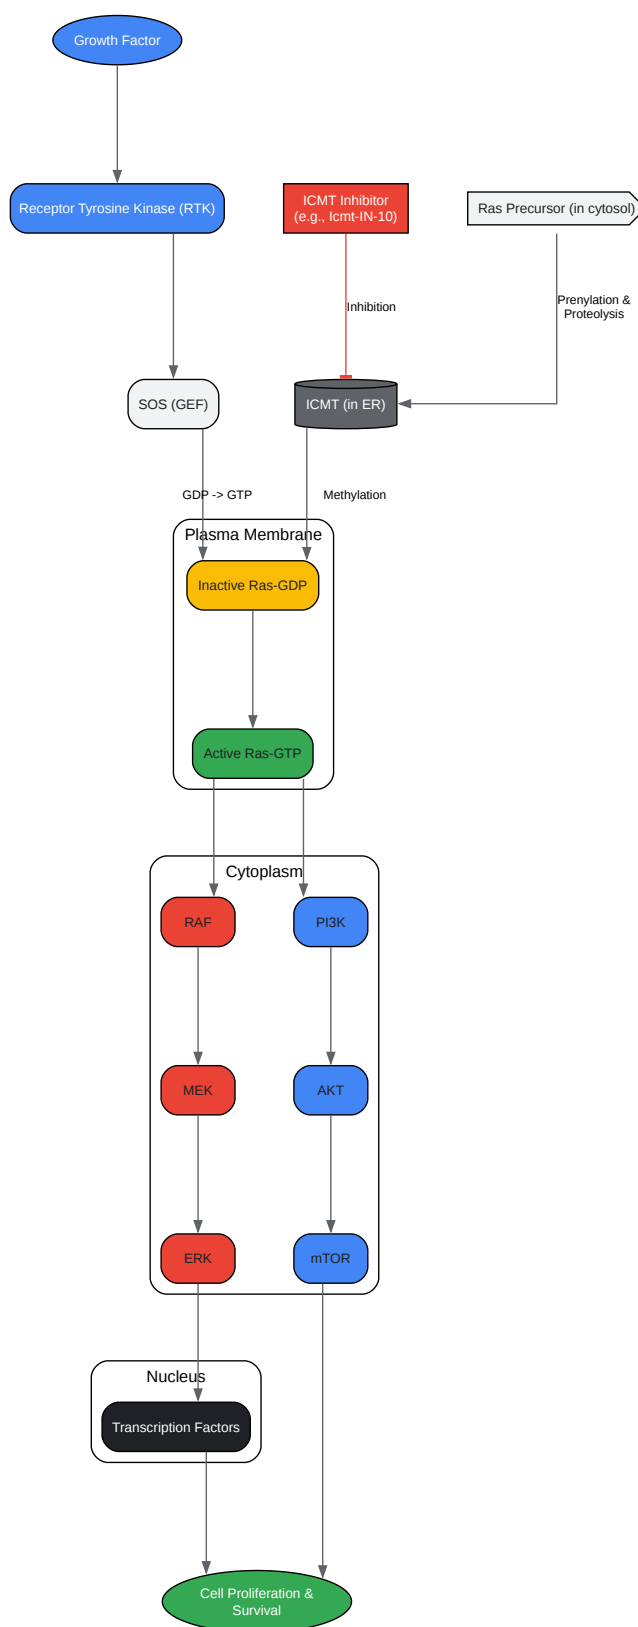 Growth Factor
Receptor Tyrosine Kinase (RTK)
ICMT Inhibitor
(e.g., Icmt-IN-10)
Ras Precursor (in cytosol)
Inhibition
Prenylation &
Proteolysis
SOS (GEF)
ICMT (in ER)
GDP -> GTP
Methylation
Plasma Membrane
Inactive Ras-GDP
Active Ras-GTP
Cytoplasm
RAF
PI3K
MEK
AKT
ERK
mTOR
Nucleus
Transcription Factors
Cell Proliferation &
Survival